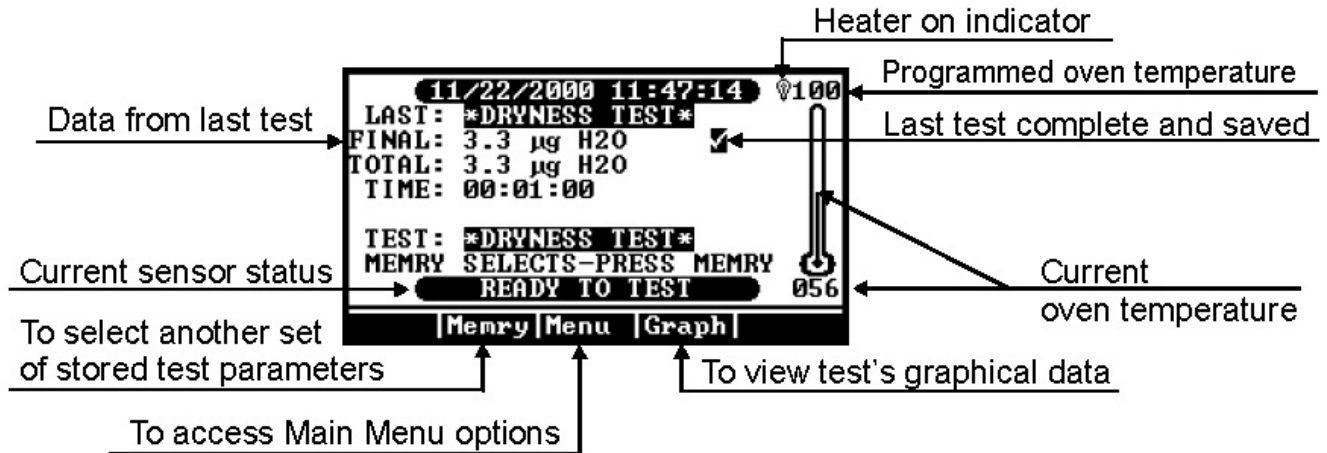 Heater on indicator
11/22/2000 11:47:14 100
Programmed oven temperature
LAST: *DRYNESS TEST*
Data from last test
Last test complete and saved
FINAL: 3.3 µg H2O
TOTAL: 3.3 µg H2O
TIME: 00:01:00
TEST: *DRYNESS TEST*
MEMRY SELECTS-PRESS MEMRY
Current sensor status
READY TO TEST 056
Current
oven temperature
Memry Menu Graph
To select another set
of stored test parameters
To view test's graphical data
To access Main Menu options